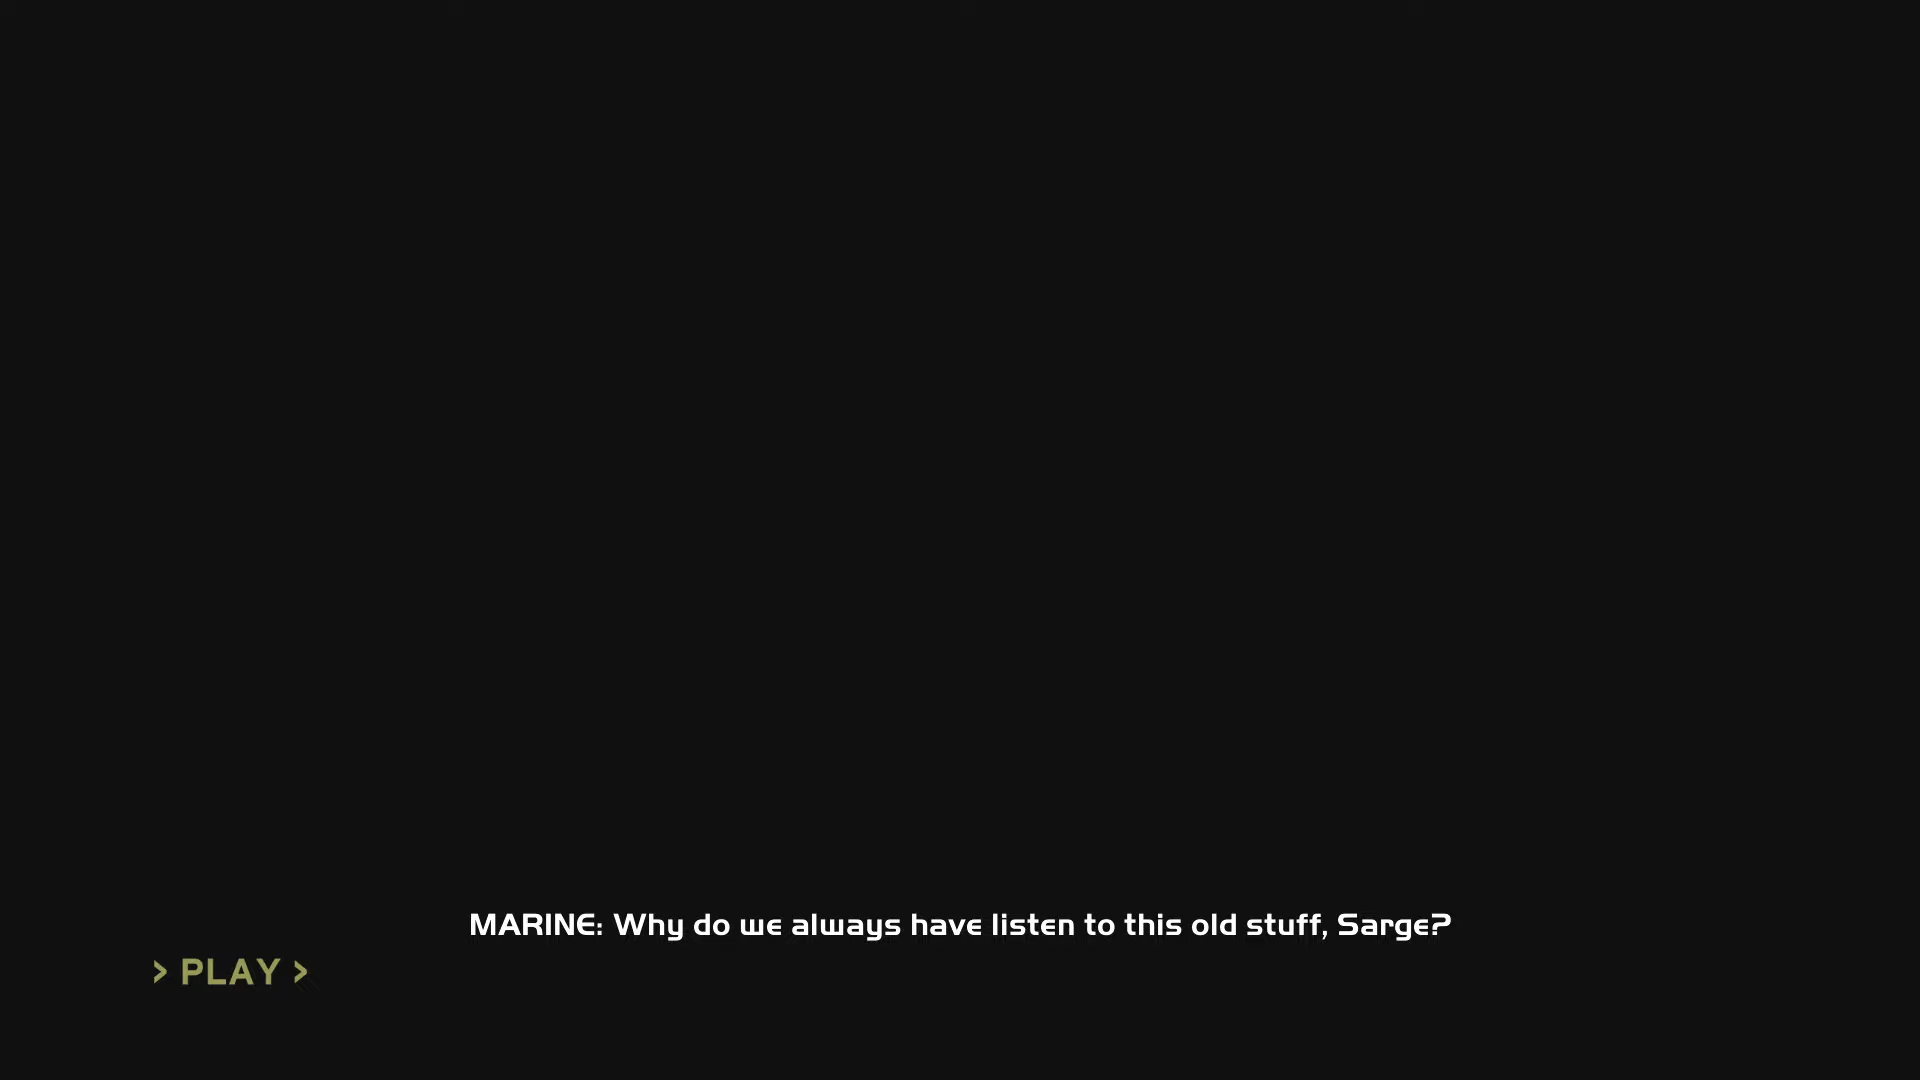 MARINE: Why do we always have listen to this old stuff, Sarge?
> PLAY >